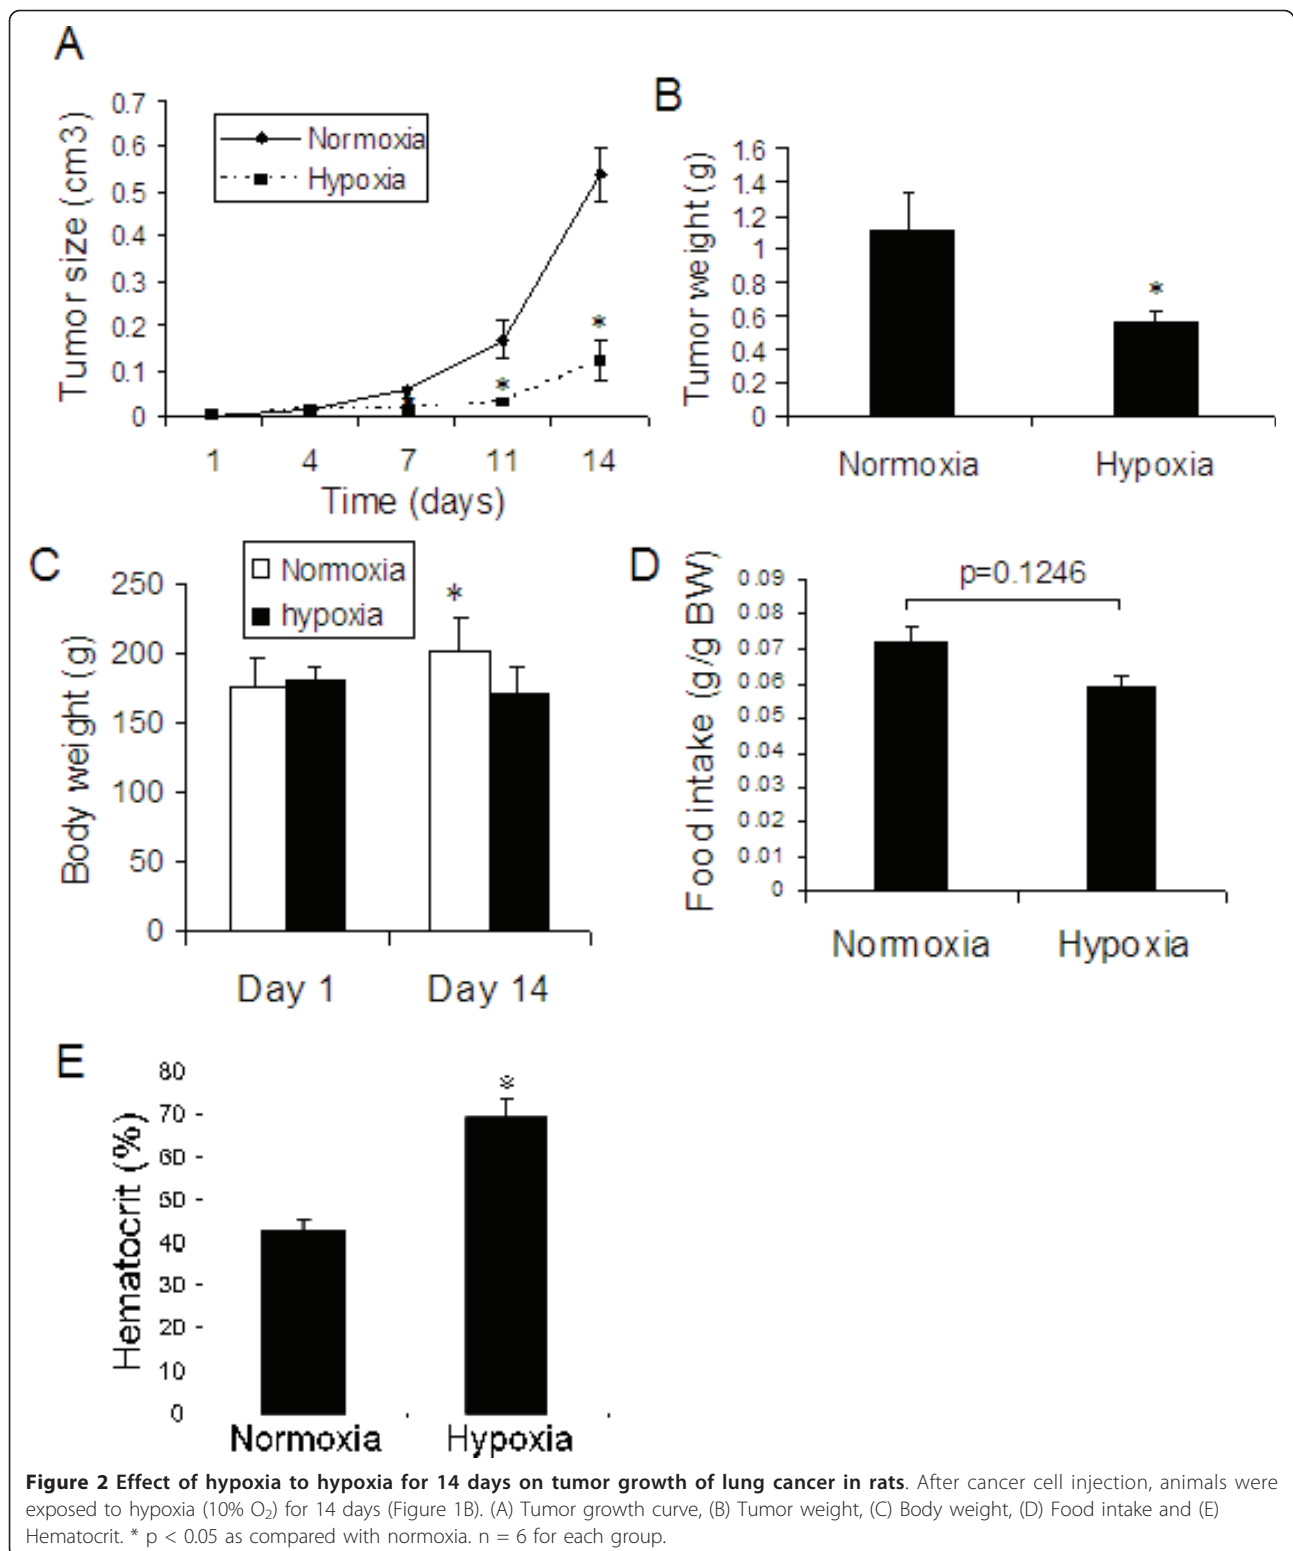 A
Tumor size (cm3)
0.7
0.6
0.5
0.4
0.3
0.2
0.1
0
Normoxia
Hypoxia
*
*
1 4 7 11 14
Time (days)
B
Tumor weight (g)
1.6
1.4
1.2
1
0.8
0.6
0.4
0.2
0
*
Normoxia Hypoxia
C
Body weight (g)
Normoxia
hypoxia
250
200
150
100
50
0
*
Day 1 Day 14
D
Food intake (g/g BW)
0.09
0.08
0.07
0.06
0.05
0.04
0.03
0.02
0.01
0
p=0.1246
Normoxia Hypoxia
E
Hematocrit (%)
80
70
60
50
40
30
20
10
0
*
Normoxia Hypoxia
Figure 2 Effect of hypoxia to hypoxia for 14 days on tumor growth of lung cancer in rats. After cancer cell injection, animals were
exposed to hypoxia (10% O₂) for 14 days (Figure 1B). (A) Tumor growth curve, (B) Tumor weight, (C) Body weight, (D) Food intake and (E)
Hematocrit. * p < 0.05 as compared with normoxia. n = 6 for each group.